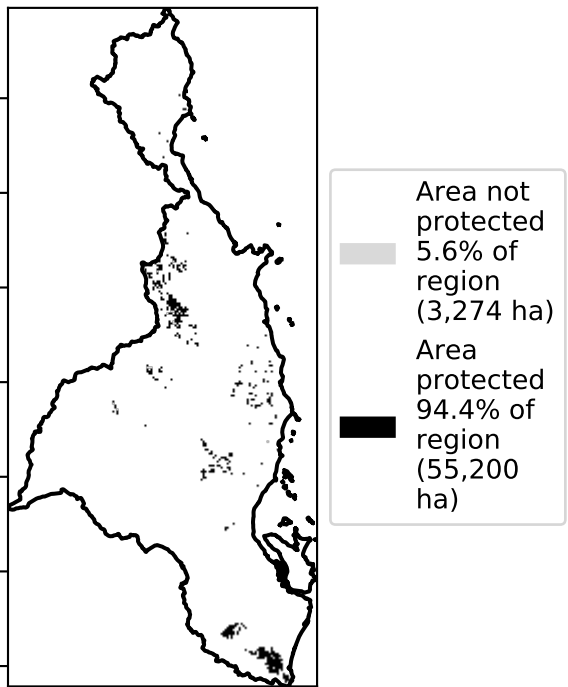 Area not
protected
5.6% of
region
(3,274 ha)
Area
protected
94.4% of
region
(55,200
ha)